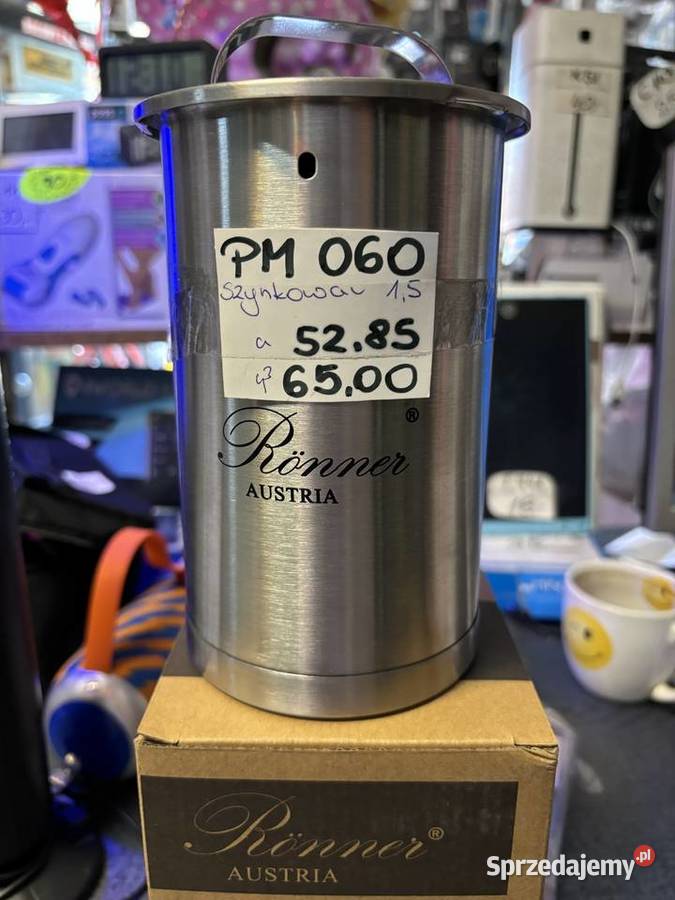 PM 060
Szynkowar 1,5
a 52.85
65,00
Rönner®
AUSTRIA
Rönner®
AUSTRIA
Sprzedajemy.pl